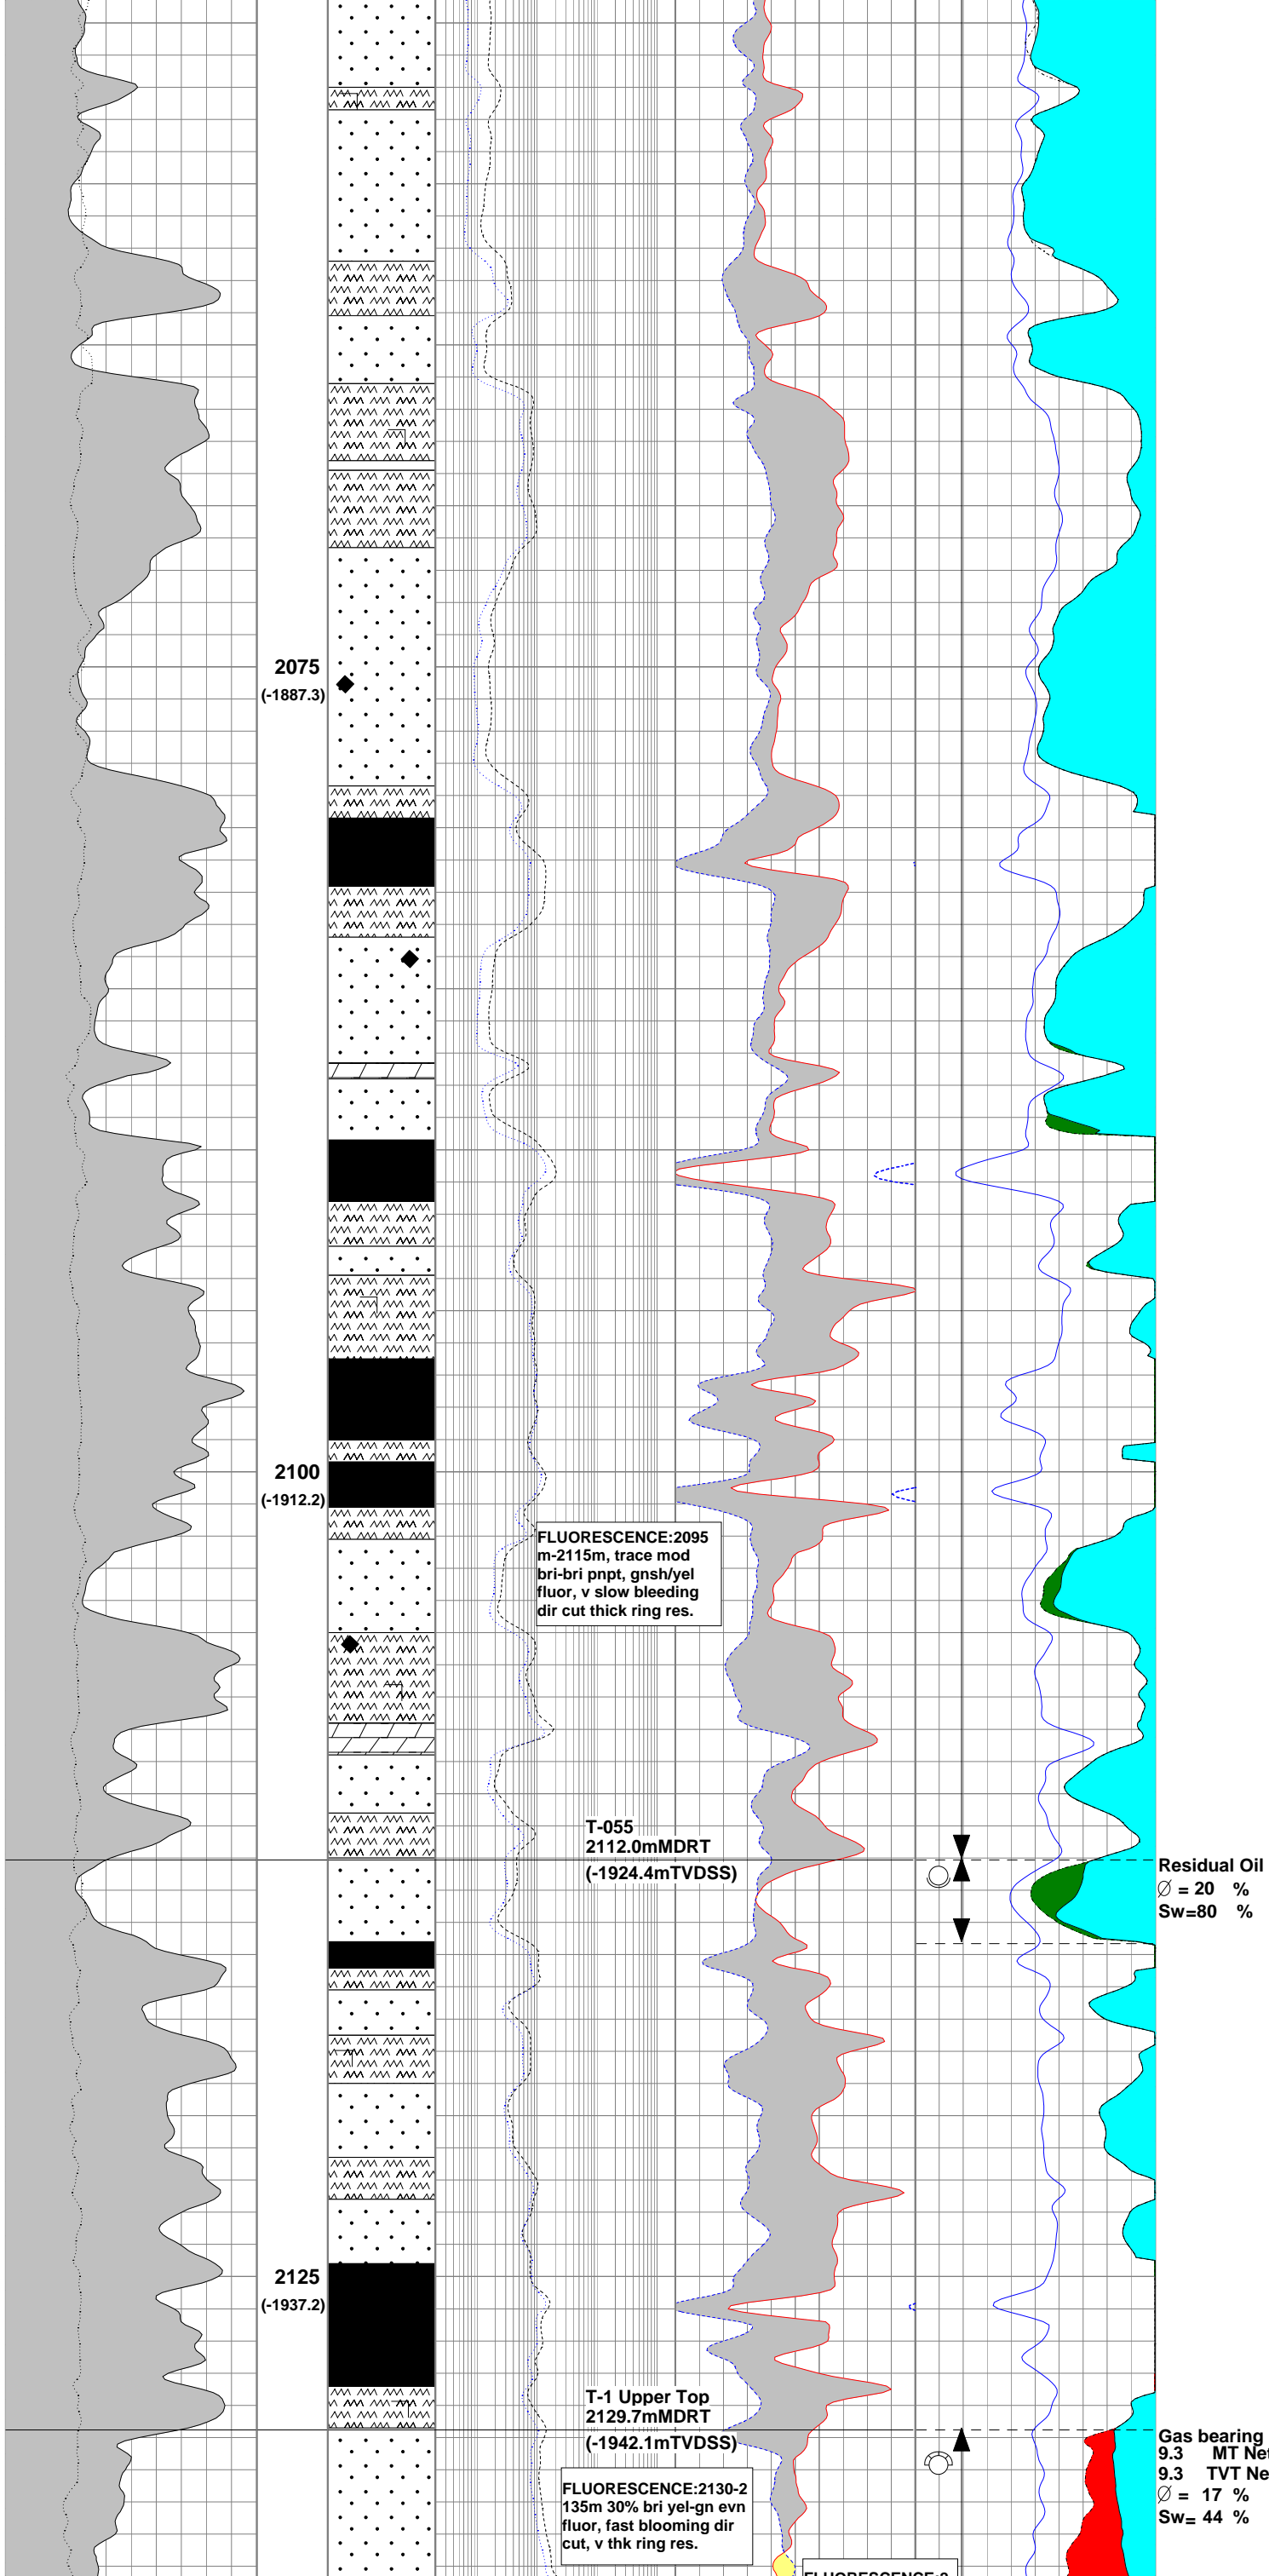 2075
(-1887.3)
2100
(-1912.2)
FLUORESCENCE:2095
m-2115m, trace mod
bri-bri pnpt, gnsh/yel
fluor, v slow bleeding
dir cut thick ring res.
T-055
2112.0mMDRT
(-1924.4mTVDSS)
Residual Oil
Ø = 20 %
Sw=80 %
2125
(-1937.2)
T-1 Upper Top
2129.7mMDRT
(-1942.1mTVDSS)
Gas bearing
9.3 MT Net
9.3 TVT Ne
Ø = 17 %
Sw= 44 %
FLUORESCENCE:2130-2
135m 30% bri yel-gn evn
fluor, fast blooming dir
cut, v thk ring res.